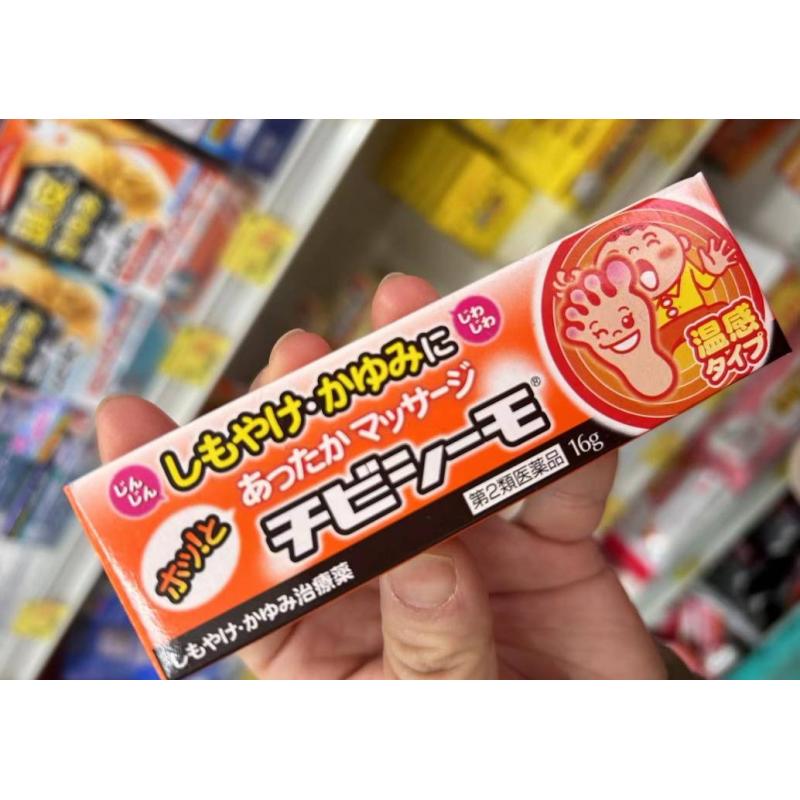 じわじわ
しもやけ・かゆみに
じんじん
あったかマッサージ
ホッ!と
チビシーモ®
第2類医薬品 16g
しもやけ・かゆみ治療薬
温感タイプ